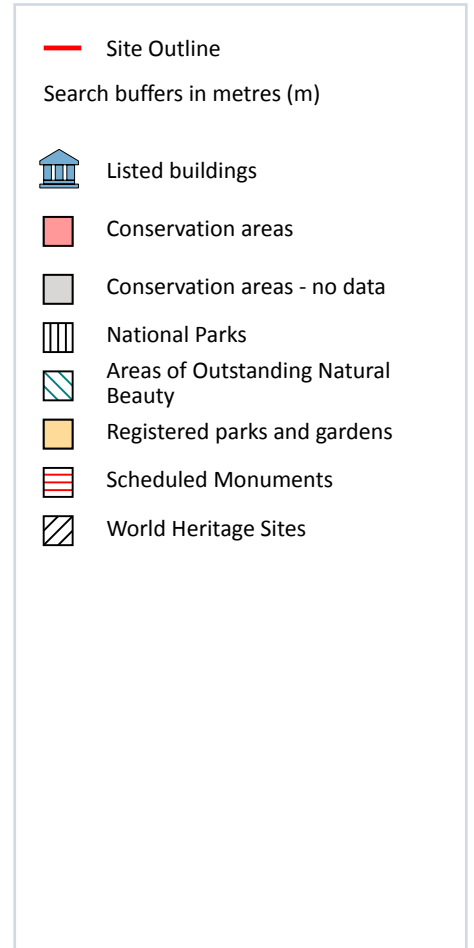 Site Outline
Search buffers in metres (m)
Listed buildings
Conservation areas
Conservation areas - no data
National Parks
Areas of Outstanding Natural
Beauty
Registered parks and gardens
Scheduled Monuments
World Heritage Sites